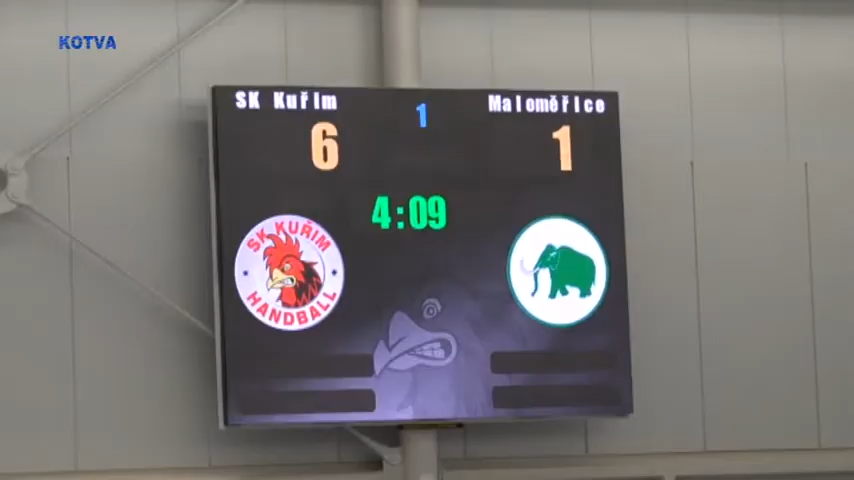 KOTVA
SK Kuřim
1
Maloměřice
6
1
4:09
SK KUŘIM
HANDBALL